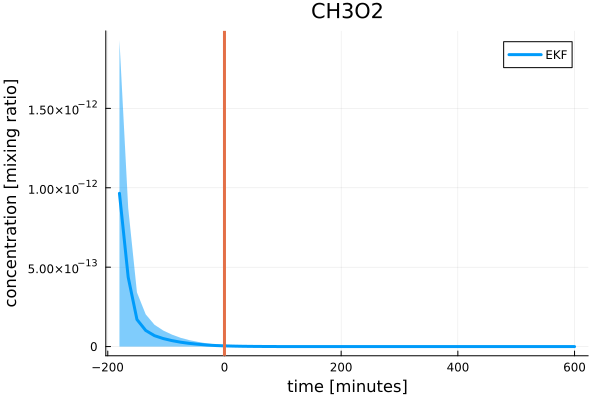 CH3O2
EKF
concentration [mixing ratio]
1.50×10⁻¹²
1.00×10⁻¹²
5.00×10⁻¹³
0
−200 0 200 400 600
time [minutes]